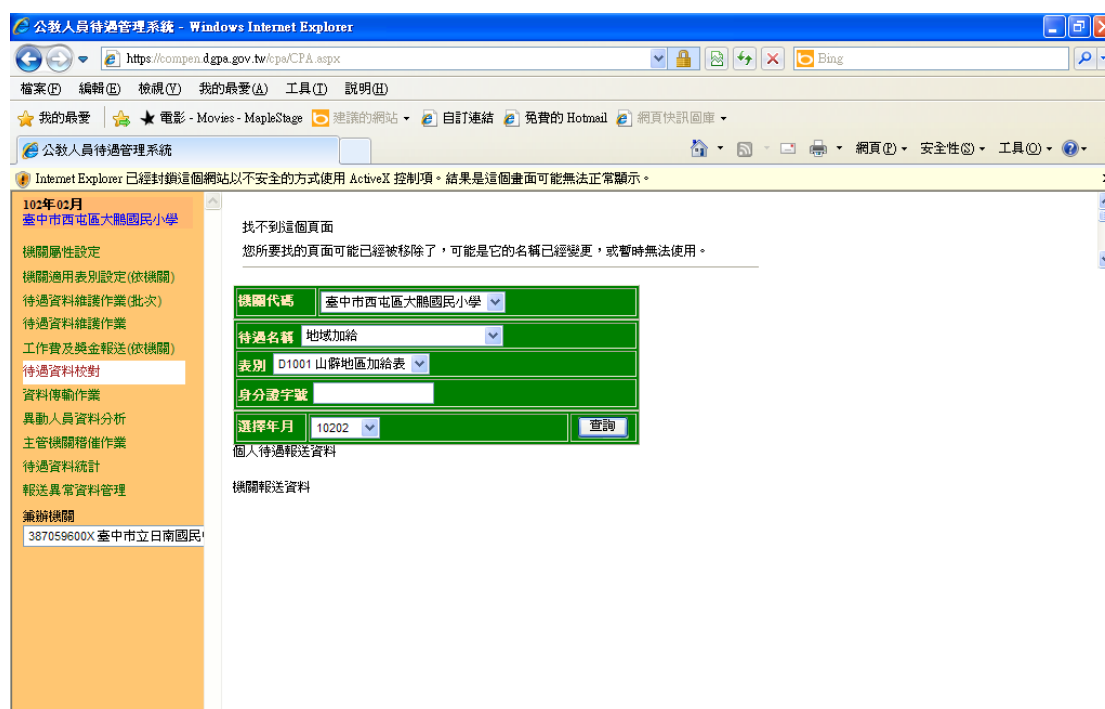 公教人員待遇管理系統 - Windows Internet Explorer
https://compen.dgpa.gov.tw/cpa/CPA.aspx
Bing
檔案(F) 編輯(E) 檢視(V) 我的最愛(A) 工具(T) 說明(H)
我的最愛 電影 - Movies - MapleStage 建議的網站 自訂連結 免費的 Hotmail 網頁快訊圖庫
公教人員待遇管理系統 網頁(P) 安全性(S) 工具(O)
Internet Explorer 已經封鎖這個網站以不安全的方式使用 ActiveX 控制項。結果是這個畫面可能無法正常顯示。
102年02月
臺中市西屯區大鵬國民小學
機關屬性設定
機關適用表別設定(依機關)
待遇資料維護作業(批次)
待遇資料維護作業
工作費及獎金報送(依機關)
待遇資料校對
資料傳輸作業
異動人員資料分析
主管機關稽催作業
待遇資料統計
報送異常資料管理
兼辦機關
387059600X 臺中市立日南國民
找不到這個頁面
您所要找的頁面可能已經被移除了，可能是它的名稱已經變更，或暫時無法使用。
機關代碼 臺中市西屯區大鵬國民小學
待遇名稱 地域加給
表別 D1001 山僻地區加給表
身分證字號
選擇年月 10202 查詢
個人待遇報送資料
機關報送資料